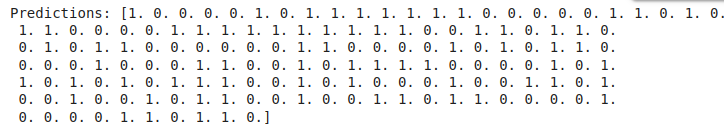 Predictions: [1. 0. 0. 0. 0. 1. 0. 1. 1. 1. 1. 1. 1. 1. 0. 0. 0. 0. 0. 1. 1. 0. 1. 0.
1. 1. 0. 0. 0. 0. 1. 1. 1. 1. 1. 1. 1. 1. 1. 1. 0. 0. 1. 1. 0. 1. 1. 0.
0. 1. 0. 1. 1. 0. 0. 0. 0. 0. 0. 1. 1. 0. 0. 0. 0. 1. 0. 1. 0. 1. 1. 0.
0. 0. 0. 1. 0. 0. 0. 1. 1. 0. 0. 1. 0. 1. 1. 1. 1. 0. 0. 0. 0. 1. 0. 1.
1. 0. 1. 0. 1. 0. 1. 1. 1. 0. 0. 1. 0. 1. 0. 0. 0. 1. 0. 0. 1. 1. 0. 1.
0. 0. 1. 0. 0. 1. 0. 1. 1. 0. 0. 1. 0. 0. 1. 1. 0. 1. 1. 0. 0. 0. 0. 1.
0. 0. 0. 0. 1. 1. 0. 1. 1. 0.]